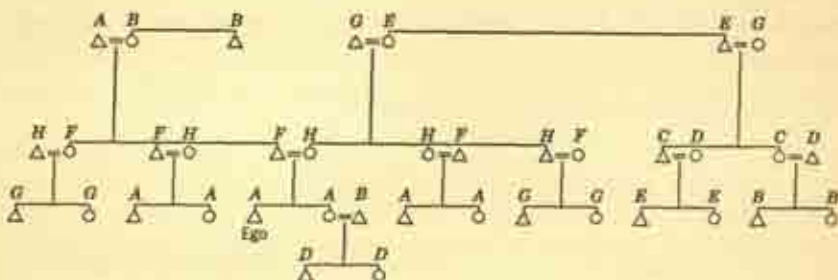 A B B G E E G
H F F H F H H F H F C D C D
G G A A A A B A A G G E E B B
Ego
D D